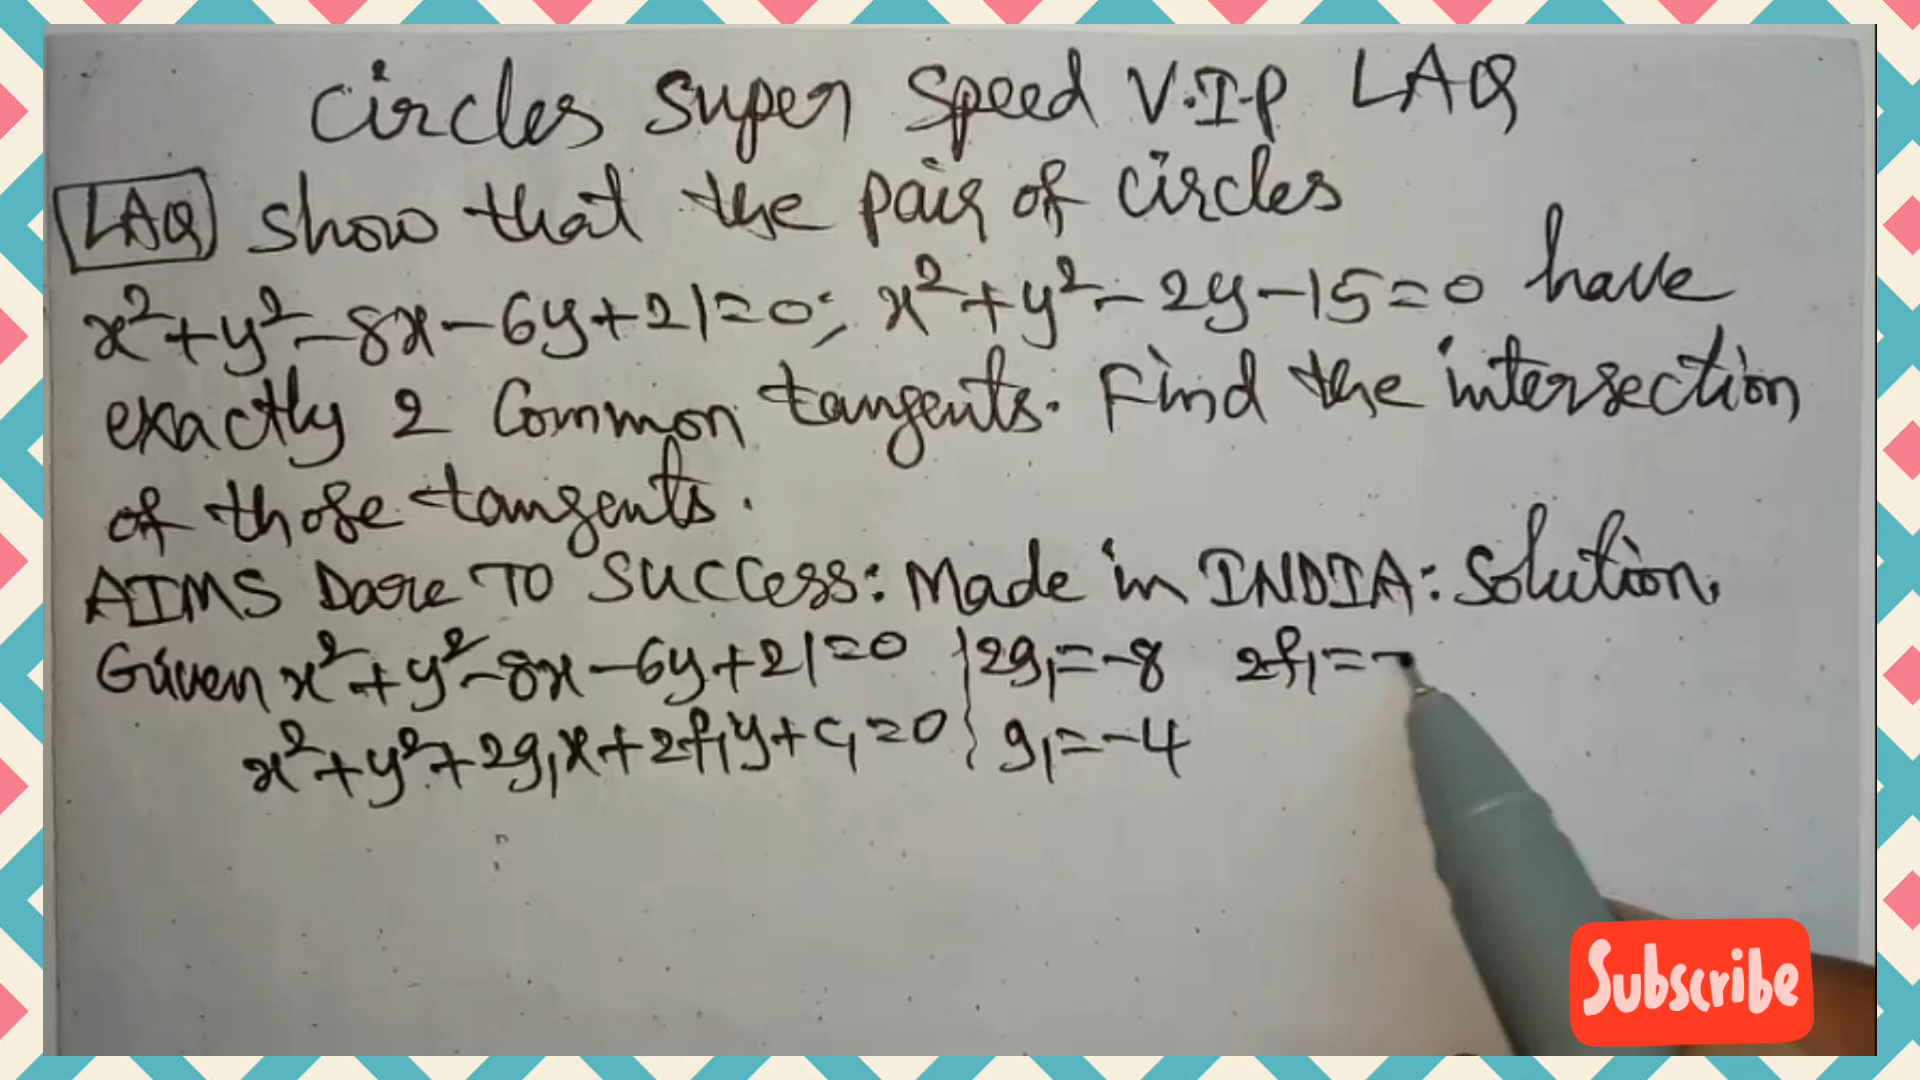 Circles Super Speed V.I.P LAQ
LAQ Show that the pair of circles
x²+y²-8x-6y+21=0; x²+y²-2y-15=0 have
exactly 2 Common tangents. Find the intersection
of those tangents.
AIMS Dare To SUCCess: Made in INDIA: Solution.
Given x²+y²-8x-6y+21=0 | 2g₁=-8 2f₁=-
x²+y²+2g₁x+2f₁y+c₁=0 | g₁=-4
Subscribe